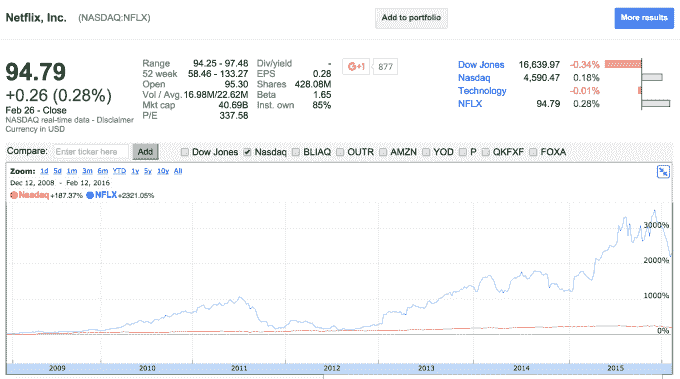 Netflix, Inc. (NASDAQ:NFLX) Add to portfolio More results
94.79
+0.26 (0.28%)
Feb 26 - Close
NASDAQ real-time data - Disclaimer
Currency in USD
Range 94.25 - 97.48 Div/yield -
52 week 58.46 - 133.27 EPS 0.28
Open 95.30 Shares 428.08M
Vol / Avg. 16.98M/22.62M Beta 1.65
Mkt cap 40.69B Inst. own 85%
P/E 337.58
G+1 877
Dow Jones 16,639.97 -0.34%
Nasdaq 4,590.47 0.18%
Technology -0.01%
NFLX 94.79 0.28%
Compare: Enter ticker here Add Dow Jones Nasdaq BLIAQ OUTR AMZN YOD P QKFXF FOXA
Zoom: 1d 5d 1m 3m 6m YTD 1y 5y 10y All
Dec 12, 2008 - Feb 12, 2016
Nasdaq +187.37% NFLX +2321.05%
3000%
2000%
1000%
0%
2009 2010 2011 2012 2013 2014 2015